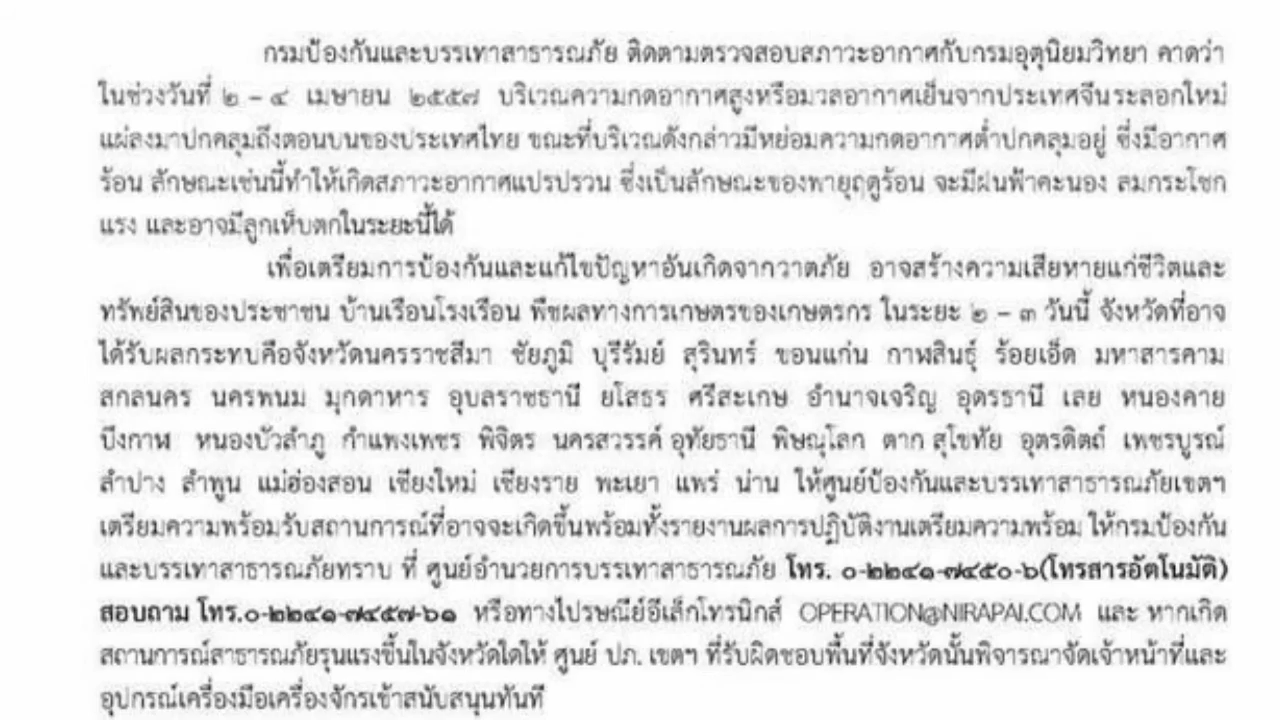 กรมป้องกันและบรรเทาสาธารณภัย ติดตามตรวจสอบสภาวะอากาศกับกรมอุตุนิยมวิทยา คาดว่า
ในช่วงวันที่ ๒ – ๔ เมษายน ๒๕๕๗ บริเวณความกดอากาศสูงหรือมวลอากาศเย็นจากประเทศจีนระลอกใหม่
แผ่ลงมาปกคลุมถึงตอนบนของประเทศไทย ขณะที่บริเวณดังกล่าวมีหย่อมความกดอากาศต่ำปกคลุมอยู่ ซึ่งมีอากาศ
ร้อน ลักษณะเช่นนี้ทำให้เกิดสภาวะอากาศแปรปรวน ซึ่งเป็นลักษณะของพายุฤดูร้อน จะมีฝนฟ้าคะนอง ลมกระโชก
แรง และอาจมีลูกเห็บตกในระยะนี้ได้
เพื่อเตรียมการป้องกันและแก้ไขปัญหาอันเกิดจากวาตภัย อาจสร้างความเสียหายแก่ชีวิตและ
ทรัพย์สินของประชาชน บ้านเรือนโรงเรือน พืชผลทางการเกษตรของเกษตรกร ในระยะ ๒ – ๓ วันนี้ จังหวัดที่อาจ
ได้รับผลกระทบคือจังหวัดนครราชสีมา ชัยภูมิ บุรีรัมย์ สุรินทร์ ขอนแก่น กาฬสินธุ์ ร้อยเอ็ด มหาสารคาม
สกลนคร นครพนม มุกดาหาร อุบลราชธานี ยโสธร ศรีสะเกษ อำนาจเจริญ อุดรธานี เลย หนองคาย
บึงกาฬ หนองบัวลำภู กำแพงเพชร พิจิตร นครสวรรค์ อุทัยธานี พิษณุโลก ตาก สุโขทัย อุตรดิตถ์ เพชรบูรณ์
ลำปาง ลำพูน แม่ฮ่องสอน เชียงใหม่ เชียงราย พะเยา แพร่ น่าน ให้ศูนย์ป้องกันและบรรเทาสาธารณภัยเขตฯ
เตรียมความพร้อมรับสถานการณ์ที่อาจจะเกิดขึ้นพร้อมทั้งรายงานผลการปฏิบัติงานเตรียมความพร้อม ให้กรมป้องกัน
และบรรเทาสาธารณภัยทราบ ที่ ศูนย์อำนวยการบรรเทาสาธารณภัย โทร. ๐-๒๒๔๑-๗๔๕๐-๖(โทรสารอัตโนมัติ)
สอบถาม โทร.๐-๒๒๔๑-๗๔๕๗-๖๑ หรือทางไปรษณีย์อีเล็กโทรนิกส์ OPERATION@NIRAPAI.COM และ หากเกิด
สถานการณ์สาธารณภัยรุนแรงขึ้นในจังหวัดใดให้ ศูนย์ ปภ. เขตฯ ที่รับผิดชอบพื้นที่จังหวัดนั้นพิจารณาจัดเจ้าหน้าที่และ
อุปกรณ์เครื่องมือเครื่องจักรเข้าสนับสนุนทันที